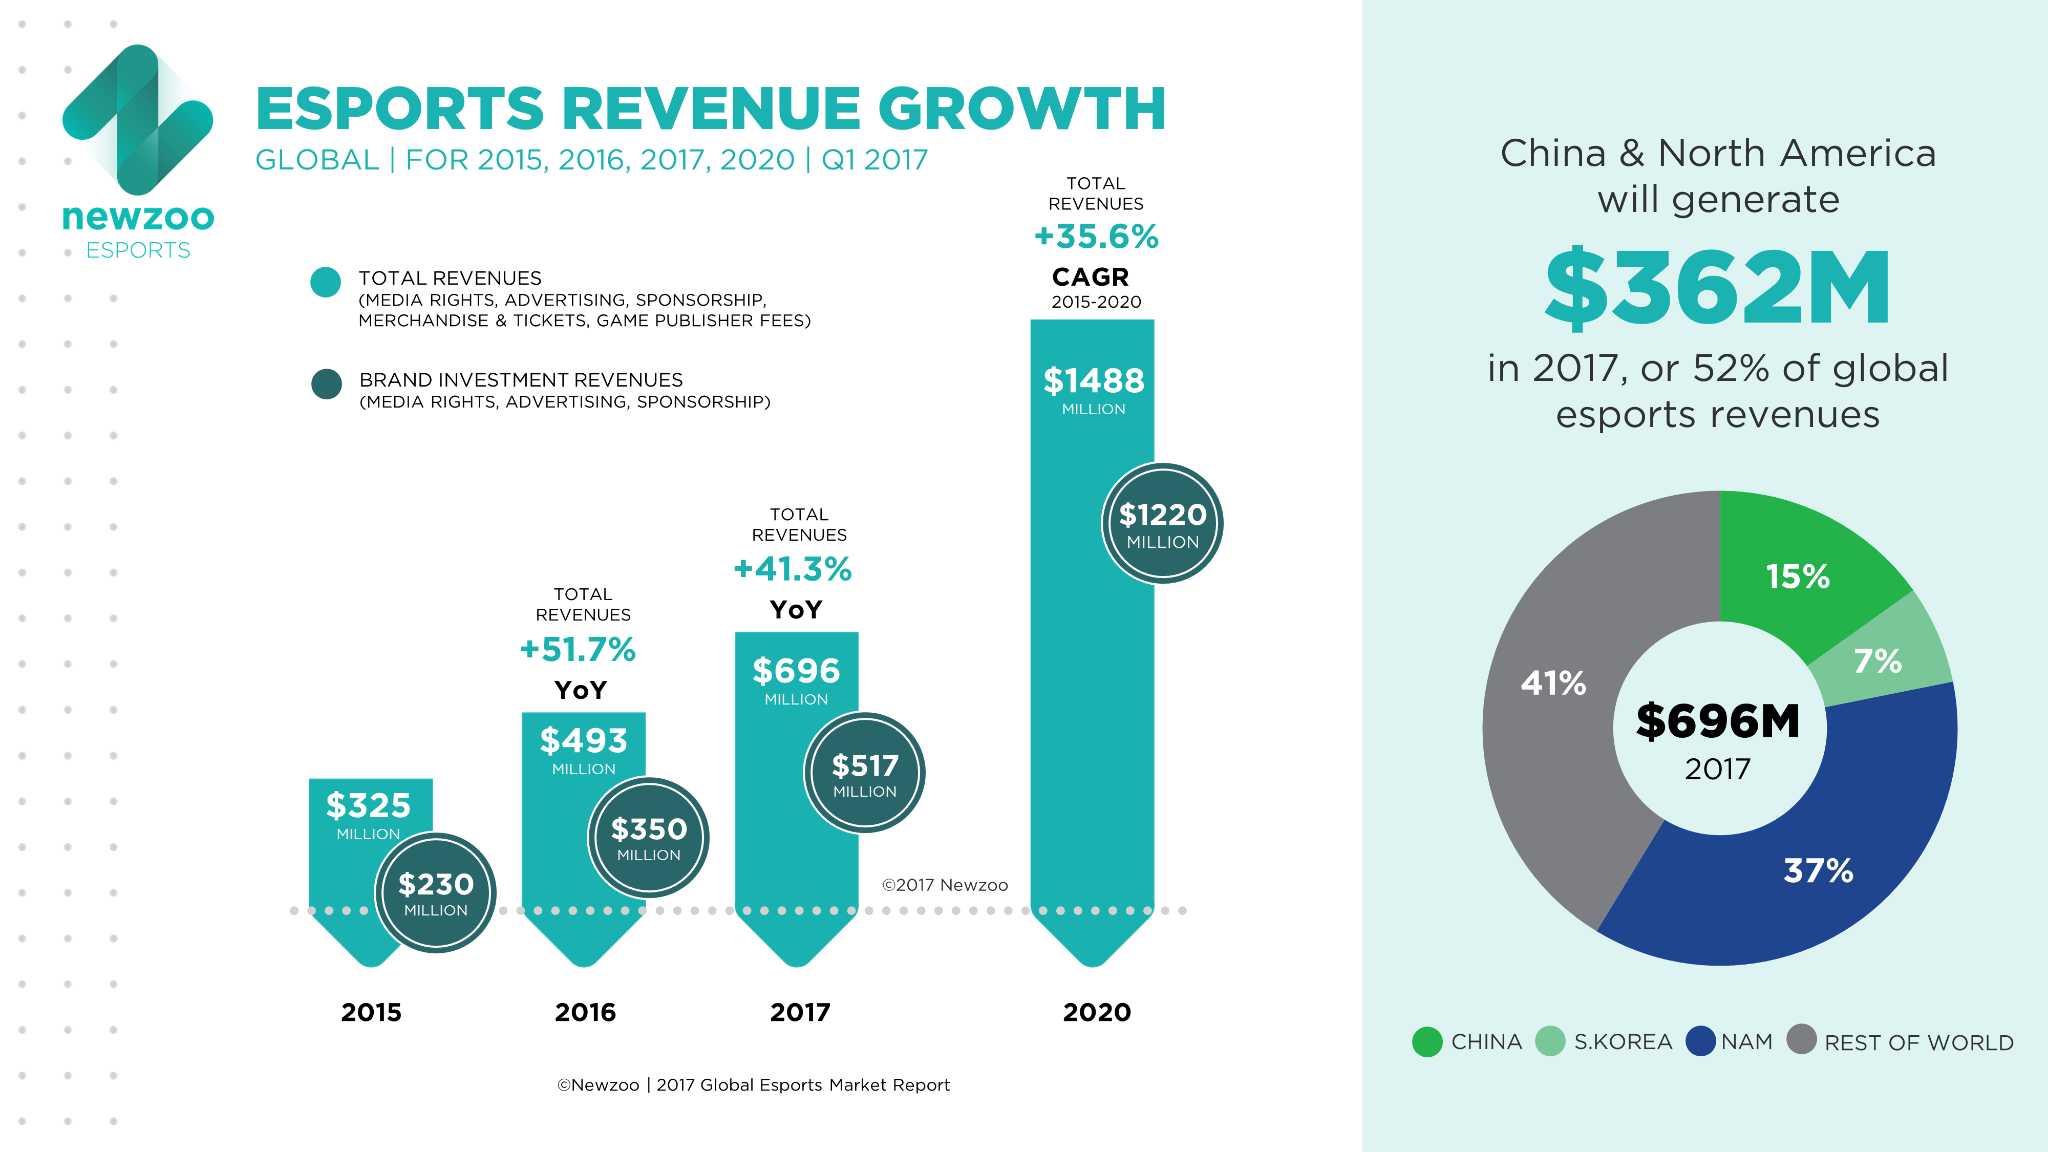 newzoo
ESPORTS
ESPORTS REVENUE GROWTH
GLOBAL | FOR 2015, 2016, 2017, 2020 | Q1 2017
TOTAL REVENUES
(MEDIA RIGHTS, ADVERTISING, SPONSORSHIP,
MERCHANDISE & TICKETS, GAME PUBLISHER FEES)
BRAND INVESTMENT REVENUES
(MEDIA RIGHTS, ADVERTISING, SPONSORSHIP)
$325
MILLION
$230
MILLION
2015
TOTAL
REVENUES
+51.7%
YoY
$493
MILLION
$350
MILLION
2016
TOTAL
REVENUES
+41.3%
YoY
$696
MILLION
$517
MILLION
2017
TOTAL
REVENUES
+35.6%
CAGR
2015-2020
$1488
MILLION
$1220
MILLION
2020
©2017 Newzoo
©Newzoo | 2017 Global Esports Market Report
China & North America
will generate
$362M
in 2017, or 52% of global
esports revenues
15%
7%
41%
37%
$696M
2017
CHINA
S.KOREA
NAM
REST OF WORLD